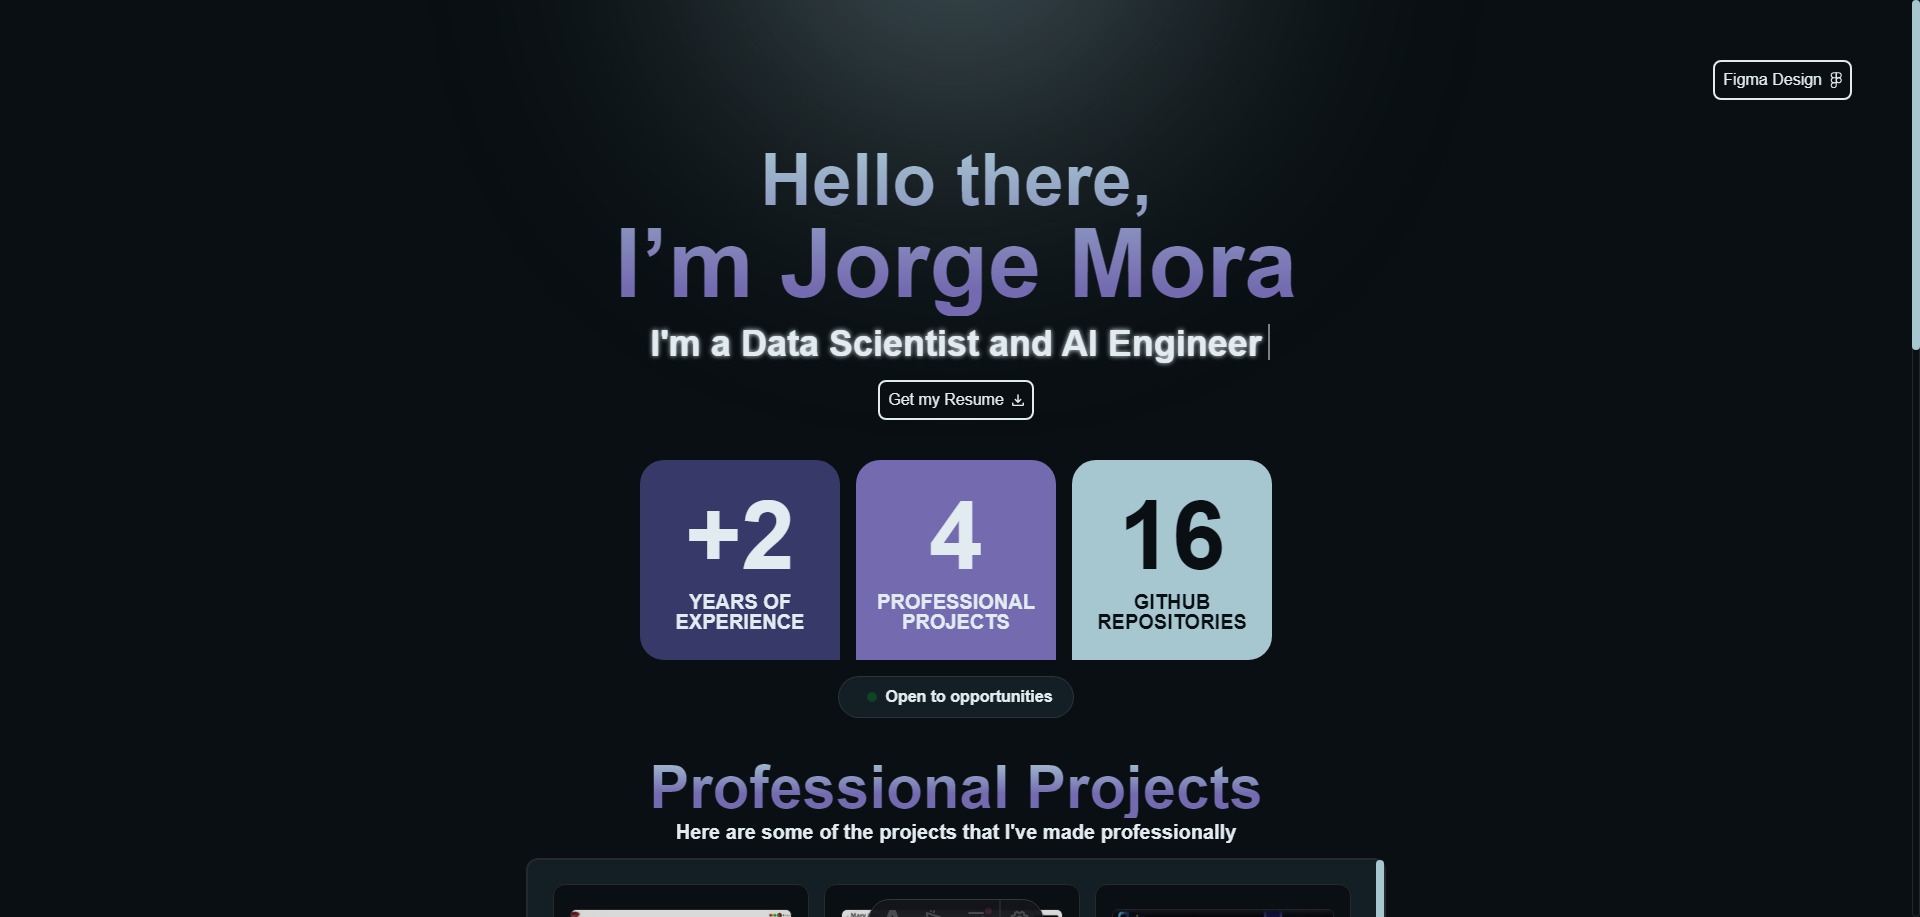 Figma Design
Hello there,
I’m Jorge Mora
I'm a Data Scientist and AI Engineer
Get my Resume
+2
YEARS OF
EXPERIENCE
4
PROFESSIONAL
PROJECTS
16
GITHUB
REPOSITORIES
Open to opportunities
Professional Projects
Here are some of the projects that I've made professionally